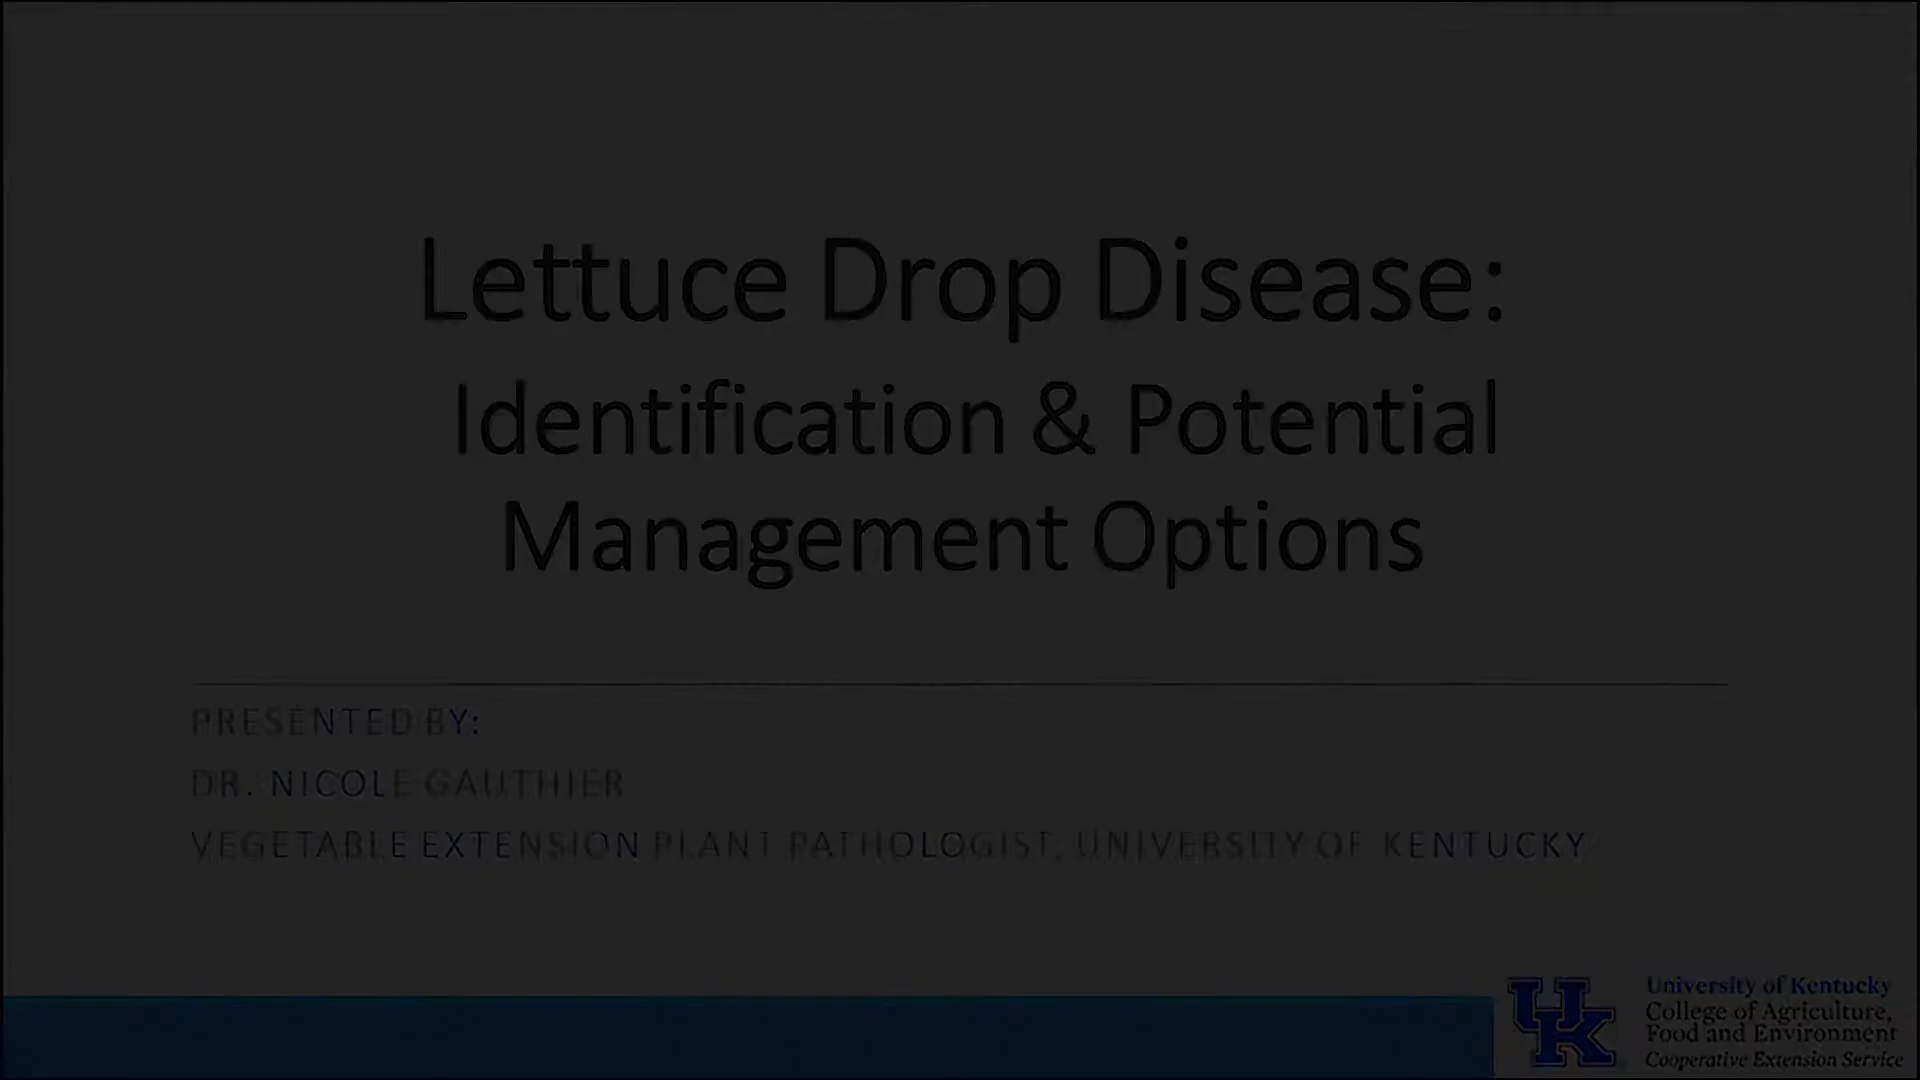 Lettuce Drop Disease:
Identification & Potential
Management Options
PRESENTED BY:
DR. NICOLE GAUTHIER
VEGETABLE EXTENSION PLANT PATHOLOGIST, UNIVERSITY OF KENTUCKY
UK
University of Kentucky
College of Agriculture,
Food and Environment
Cooperative Extension Service